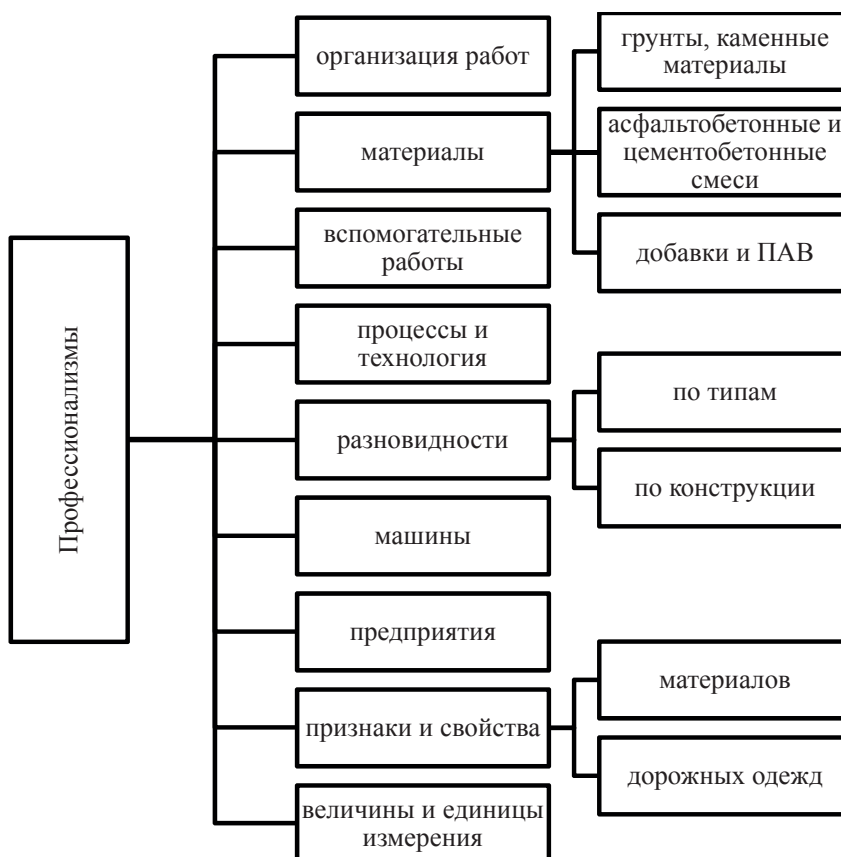 Профессионализмы
организация работ
материалы
вспомогательные
работы
процессы и
технология
разновидности
машины
предприятия
признаки и свойства
величины и единицы
измерения
грунты, каменные
материалы
асфальтобетонные и
цементобетонные
смеси
добавки и ПАВ
по типам
по конструкции
материалов
дорожных одежд